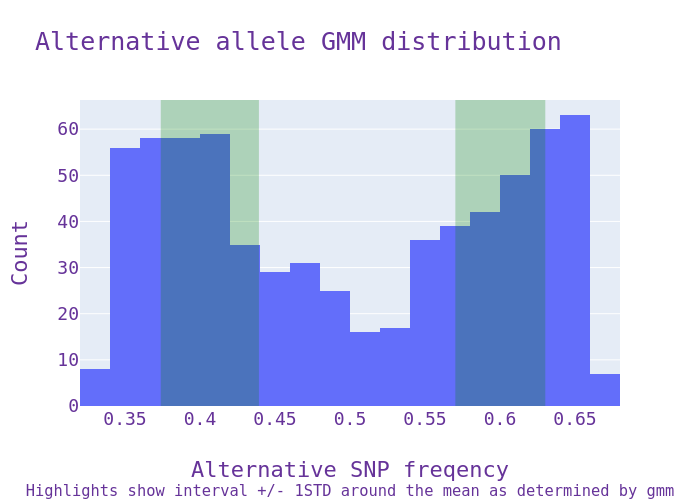 Alternative allele GMM distribution
Count
60
50
40
30
20
10
0
0.35 0.4 0.45 0.5 0.55 0.6 0.65
Alternative SNP freqency
Highlights show interval +/- 1STD around the mean as determined by gmm